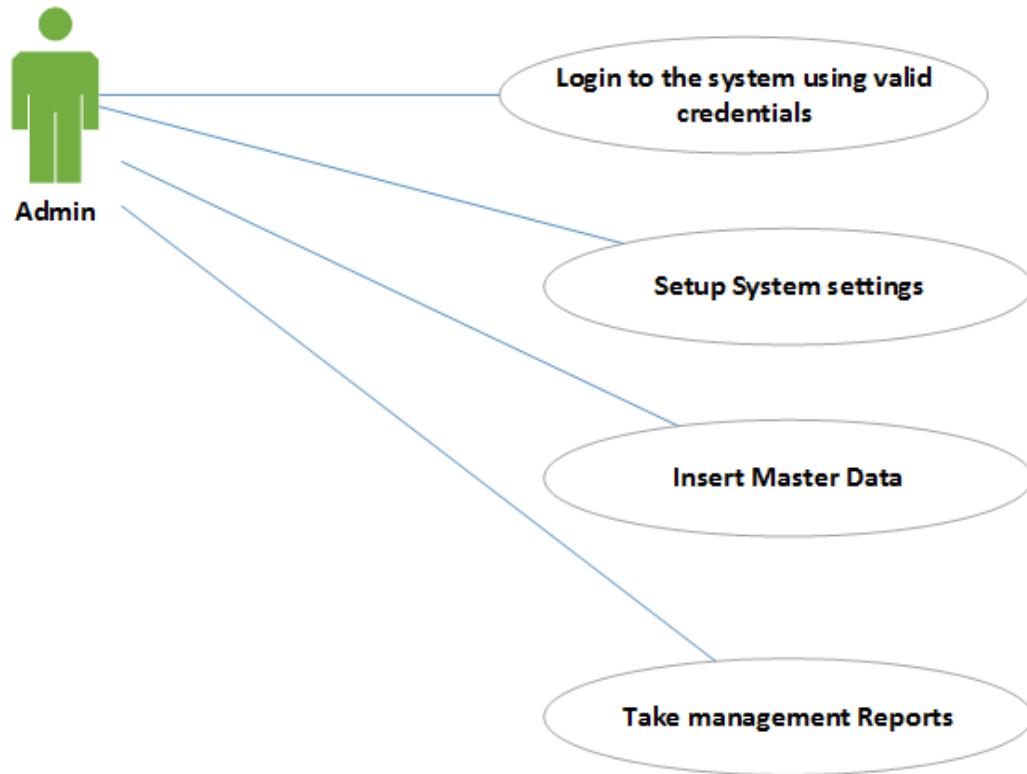 Login to the system using valid
credentials
Admin
Setup System settings
Insert Master Data
Take management Reports